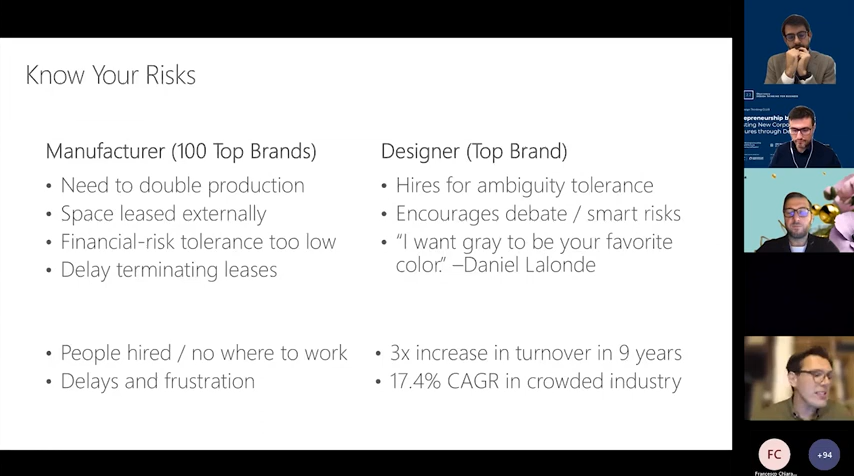 Know Your Risks
Manufacturer (100 Top Brands)
• Need to double production
• Space leased externally
• Financial-risk tolerance too low
• Delay terminating leases
• People hired / no where to work
• Delays and frustration
Designer (Top Brand)
• Hires for ambiguity tolerance
• Encourages debate / smart risks
• “I want gray to be your favorite
color.” –Daniel Lalonde
• 3x increase in turnover in 9 years
• 17.4% CAGR in crowded industry
FC
+94